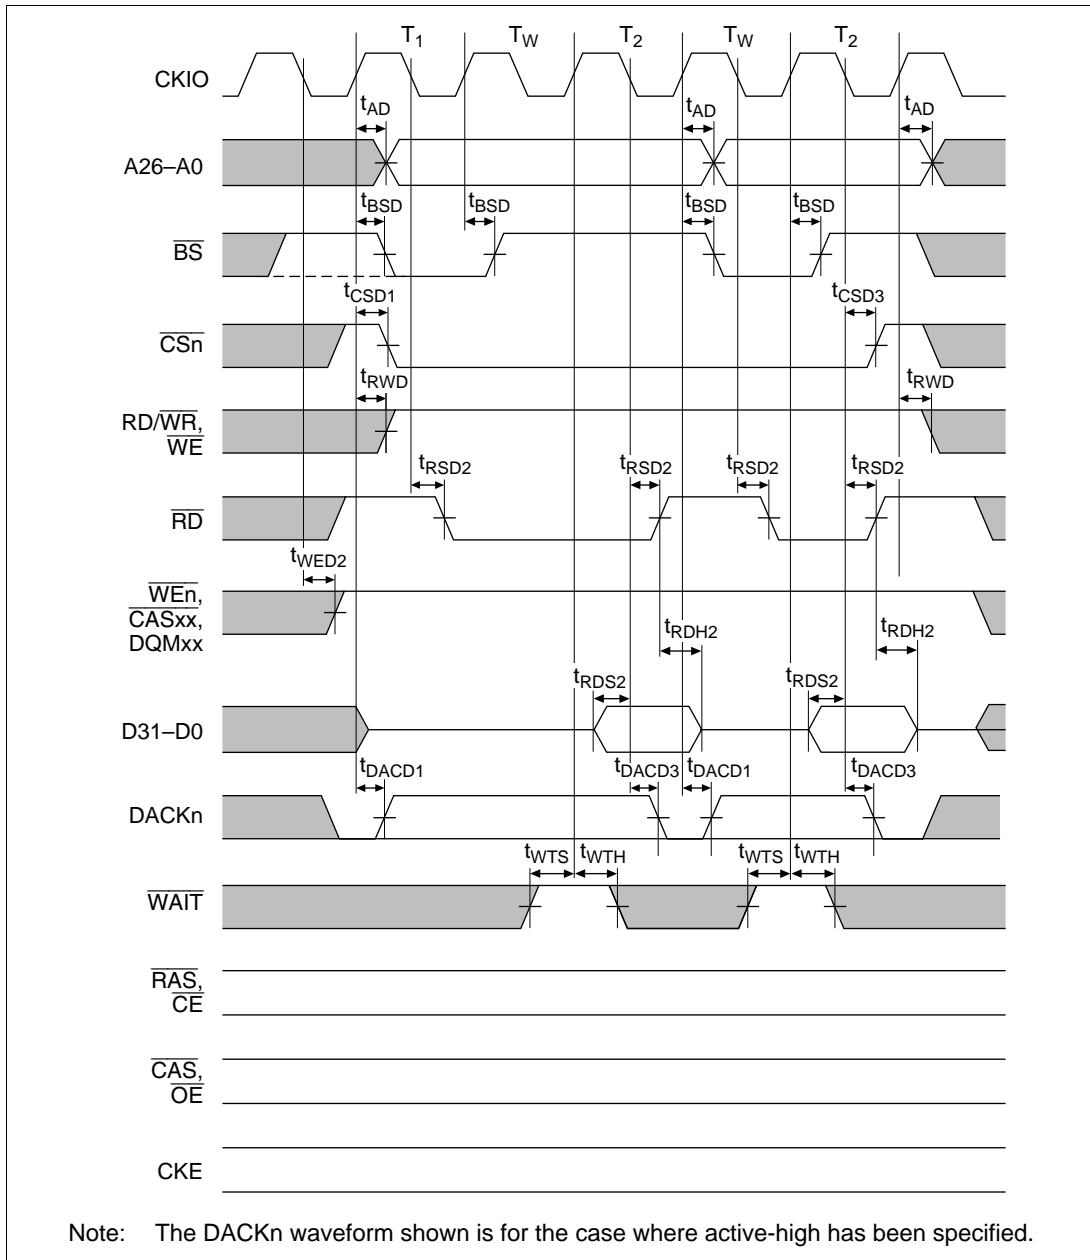 T1 TW T2 TW T2
CKIO
tAD tAD tAD
A26–A0
tBSD tBSD tBSD tBSD
BS
tCSD1 tCSD3
CSn
tRWD tRWD
RD/WR,
WE
tRSD2 tRSD2 tRSD2 tRSD2
RD
tWED2
WEn,
CASxx,
DQMxx
tRDH2 tRDH2
tRDS2 tRDS2
D31–D0
tDACD1 tDACD3 tDACD1 tDACD3
DACKn
tWTS tWTH tWTS tWTH
WAIT
RAS,
CE
CAS,
OE
CKE
Note: The DACKn waveform shown is for the case where active-high has been specified.